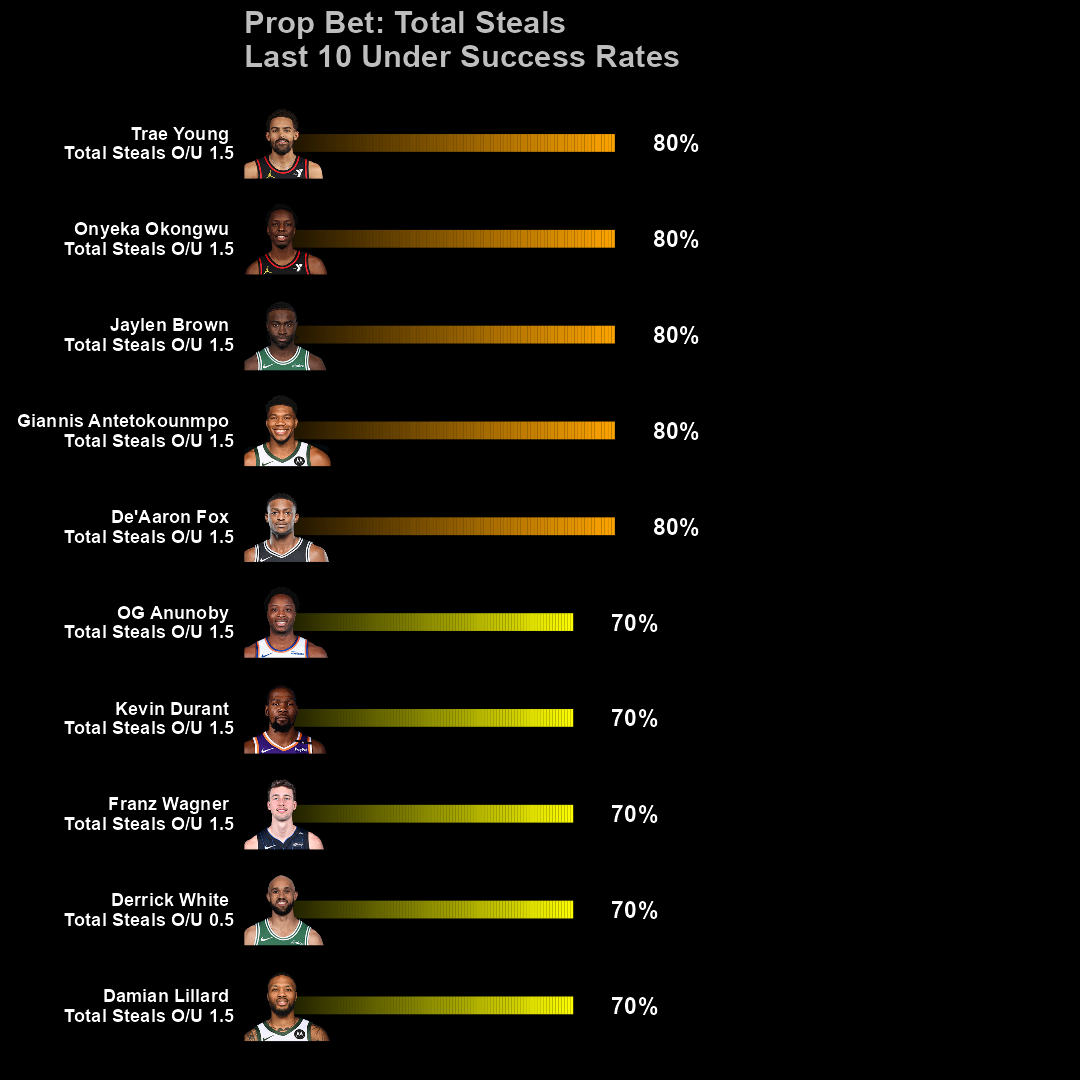 Prop Bet: Total Steals
Last 10 Under Success Rates
Trae Young
Total Steals O/U 1.5
80%
Onyeka Okongwu
Total Steals O/U 1.5
80%
Jaylen Brown
Total Steals O/U 1.5
80%
Giannis Antetokounmpo
Total Steals O/U 1.5
80%
De'Aaron Fox
Total Steals O/U 1.5
80%
OG Anunoby
Total Steals O/U 1.5
70%
Kevin Durant
Total Steals O/U 1.5
70%
Franz Wagner
Total Steals O/U 1.5
70%
Derrick White
Total Steals O/U 0.5
70%
Damian Lillard
Total Steals O/U 1.5
70%